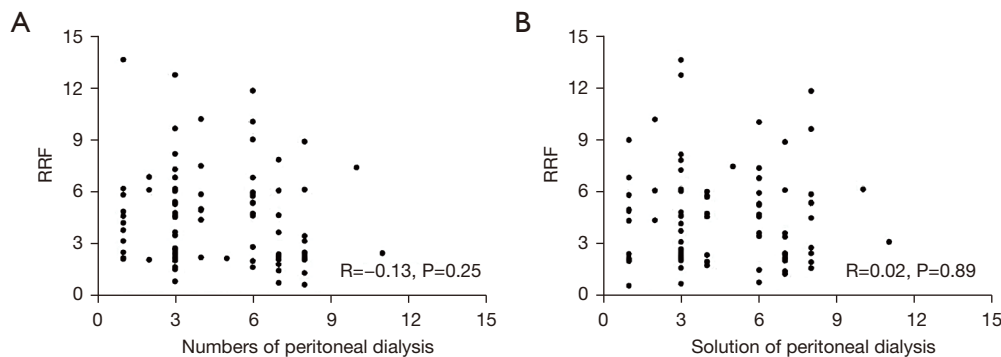 A
15
12
9
6
3
0
RRF
R=−0.13, P=0.25
0 3 6 9 12 15
Numbers of peritoneal dialysis
B
15
12
9
6
3
0
RRF
R=0.02, P=0.89
0 3 6 9 12 15
Solution of peritoneal dialysis